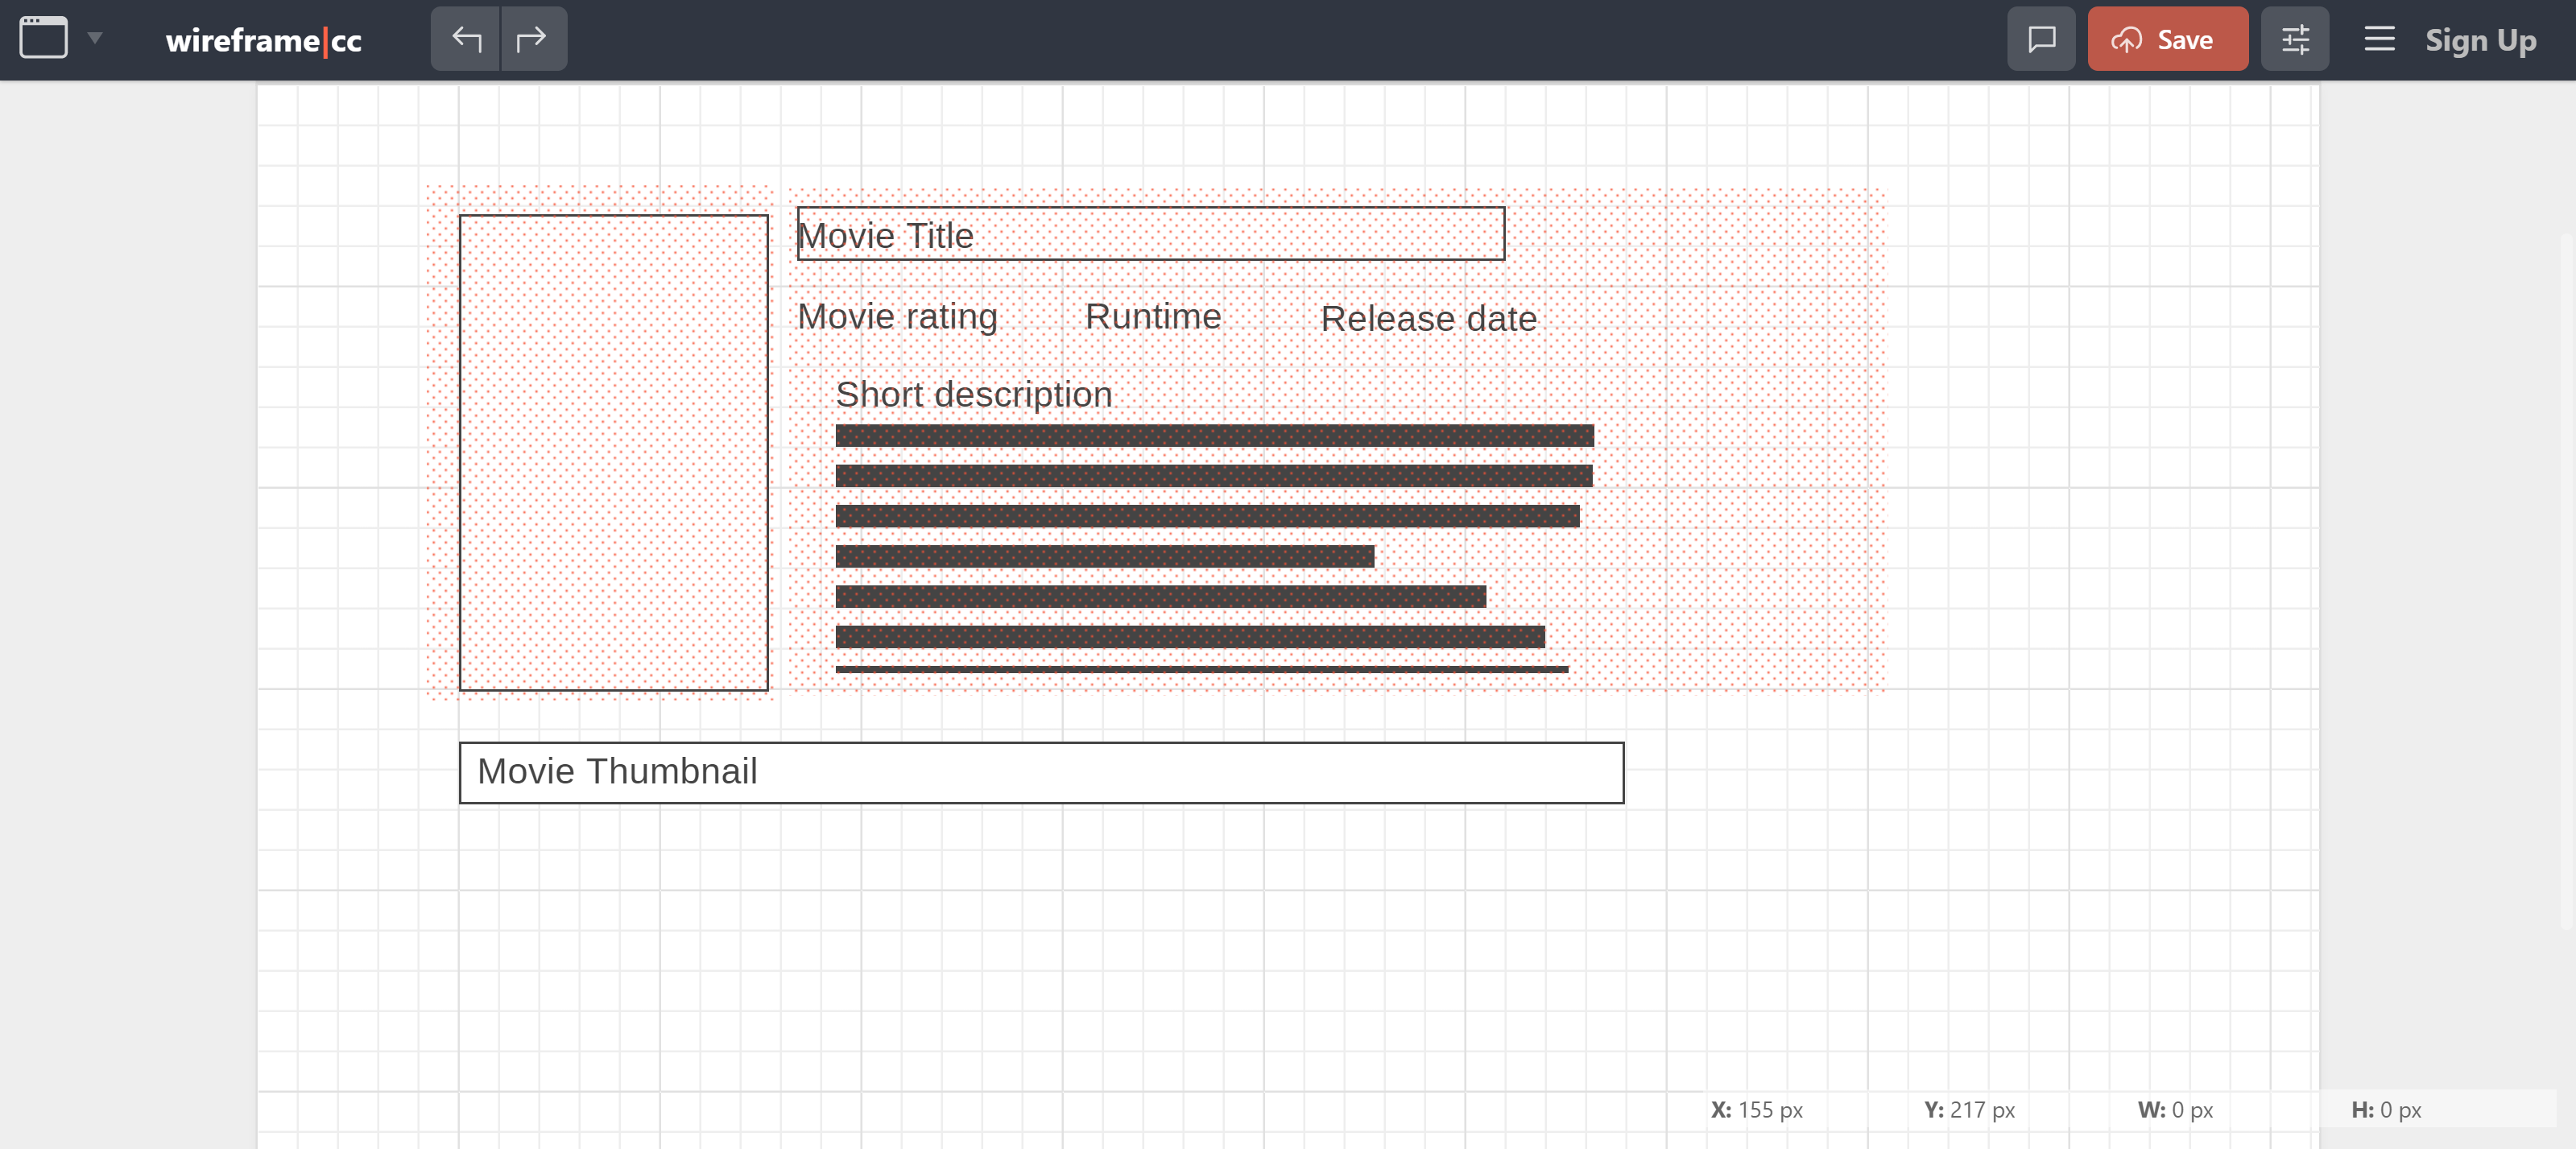 wireframe|cc
Save
Sign Up
Movie Title
Movie rating Runtime Release date
Short description
Movie Thumbnail
X: 155 px Y: 217 px W: 0 px H: 0 px